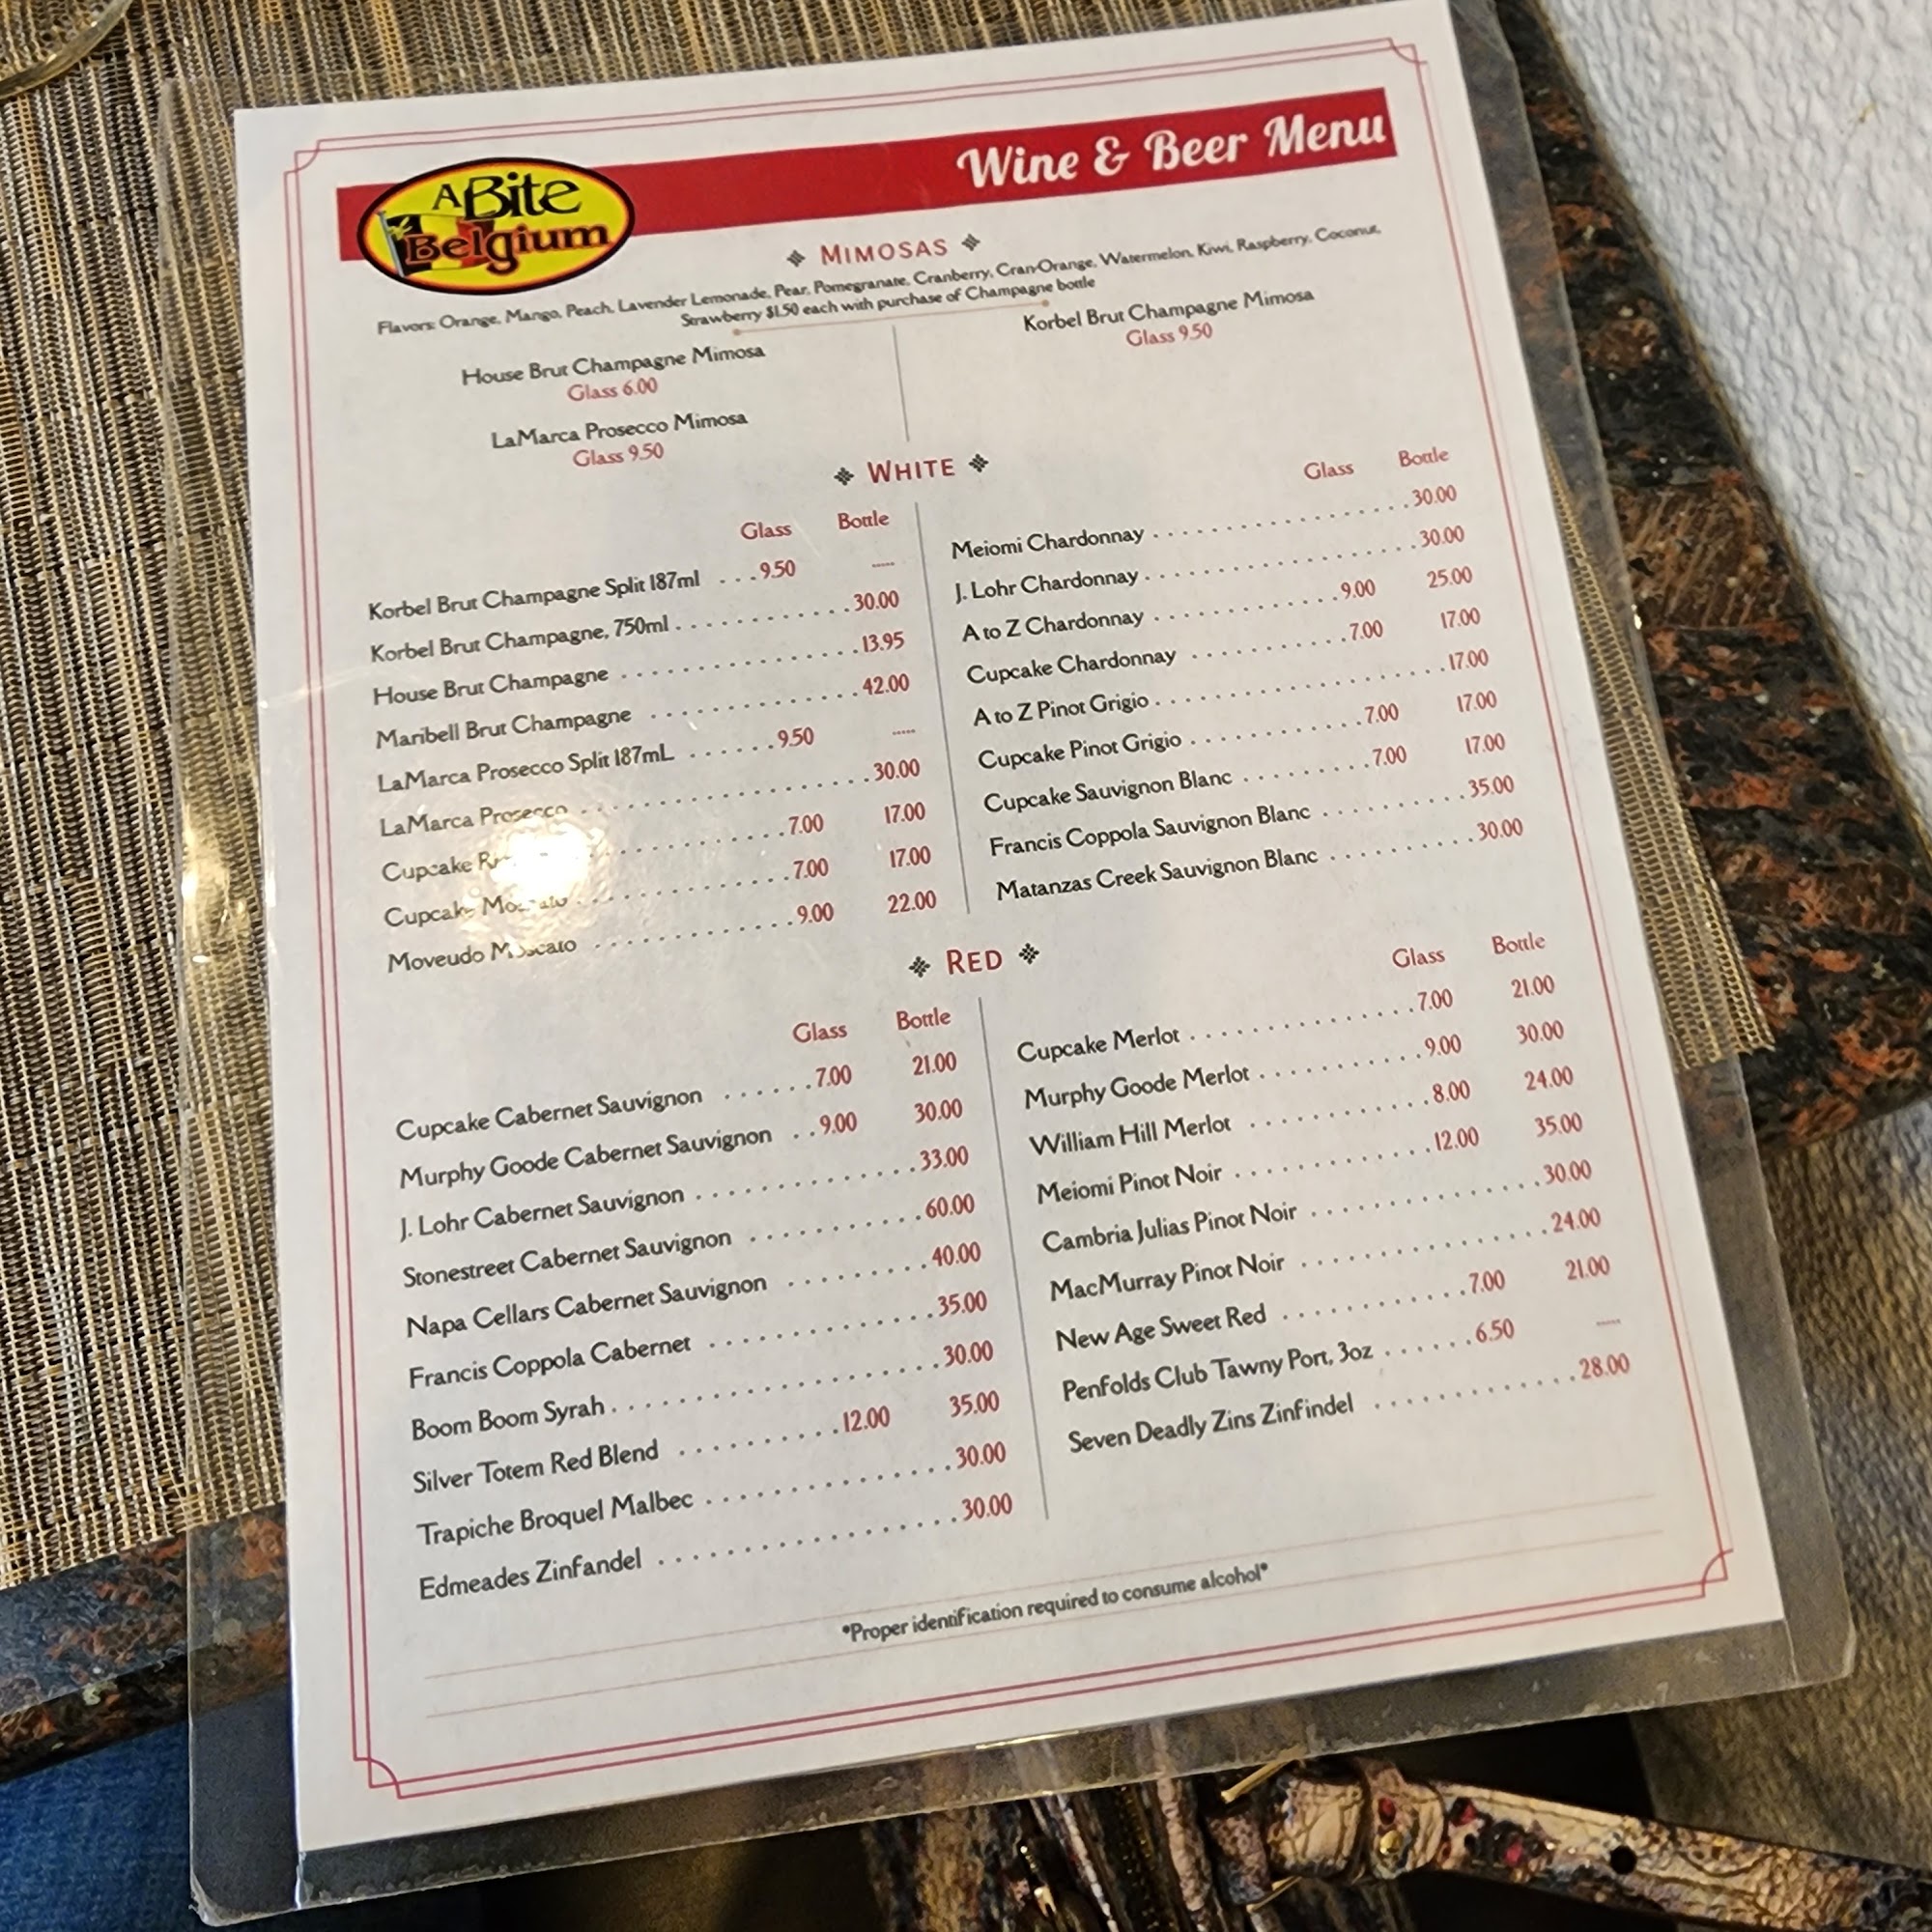 A Bite
Belgium
Wine & Beer Menu
MIMOSAS
Flavors: Orange, Mango, Peach, Lavender Lemonade, Pear, Pomegranate, Cranberry, Cran-Orange, Watermelon, Kiwi, Raspberry, Coconut,
Strawberry $1.50 each with purchase of Champagne bottle
House Brut Champagne Mimosa
Glass 6.00
LaMarca Prosecco Mimosa
Glass 9.50
Korbel Brut Champagne Mimosa
Glass 9.50
WHITE
Glass Bottle
Korbel Brut Champagne Split 187ml ...9.50 -----
Korbel Brut Champagne, 750ml ..........30.00
House Brut Champagne ..............13.95
Maribell Brut Champagne ............42.00
LaMarca Prosecco Split 187mL .......9.50 -----
LaMarca Prosecco ................30.00
Cupcake ............7.00 17.00
Cupcake Moscato .............7.00 17.00
Moveudo Moscato ............9.00 22.00
Glass Bottle
Meiomi Chardonnay ...................30.00
J. Lohr Chardonnay ...................30.00
A to Z Chardonnay .............9.00 25.00
Cupcake Chardonnay ...........7.00 17.00
A to Z Pinot Grigio ....................17.00
Cupcake Pinot Grigio ............7.00 17.00
Cupcake Sauvignon Blanc .........7.00 17.00
Francis Coppola Sauvignon Blanc ..........35.00
Matanzas Creek Sauvignon Blanc ..........30.00
RED
Glass Bottle
Cupcake Cabernet Sauvignon .......7.00 21.00
Murphy Goode Cabernet Sauvignon ..9.00 30.00
J. Lohr Cabernet Sauvignon .............33.00
Stonestreet Cabernet Sauvignon ..........60.00
Napa Cellars Cabernet Sauvignon ........40.00
Francis Coppola Cabernet .............35.00
Boom Boom Syrah ...................30.00
Silver Totem Red Blend ..........12.00 35.00
Trapiche Broquel Malbec ..............30.00
Edmeades Zinfandel .................30.00
Glass Bottle
Cupcake Merlot ...............7.00 21.00
Murphy Goode Merlot ...........9.00 30.00
William Hill Merlot ............8.00 24.00
Meiomi Pinot Noir .............12.00 35.00
Cambria Julias Pinot Noir ..............30.00
MacMurray Pinot Noir ...............24.00
New Age Sweet Red ............7.00 21.00
Penfolds Club Tawny Port, 3oz ......6.50 -----
Seven Deadly Zins Zinfindel ............28.00
*Proper identification required to consume alcohol*